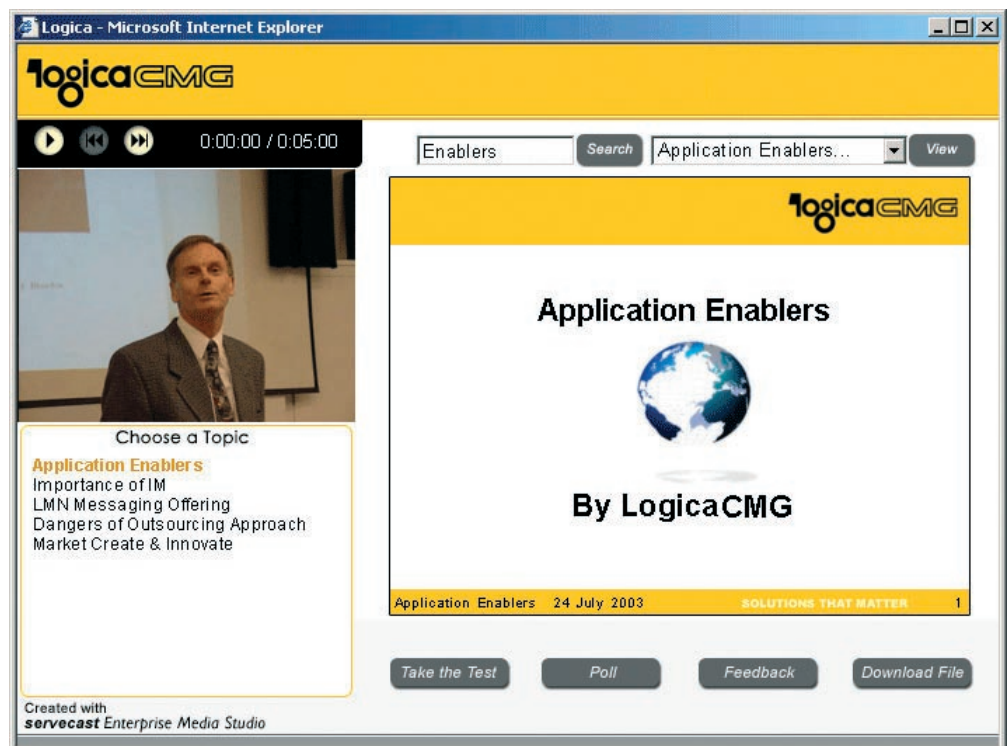 Logica - Microsoft Internet Explorer
logicaCMG
0:00:00 / 0:05:00
Enablers
Search
Application Enablers...
View
logicaCMG
Application Enablers
By LogicaCMG
Application Enablers 24 July 2003 SOLUTIONS THAT MATTER 1
Choose a Topic
Application Enablers
Importance of IM
LMN Messaging Offering
Dangers of Outsourcing Approach
Market Create & Innovate
Take the Test
Poll
Feedback
Download File
Created with
servecast Enterprise Media Studio